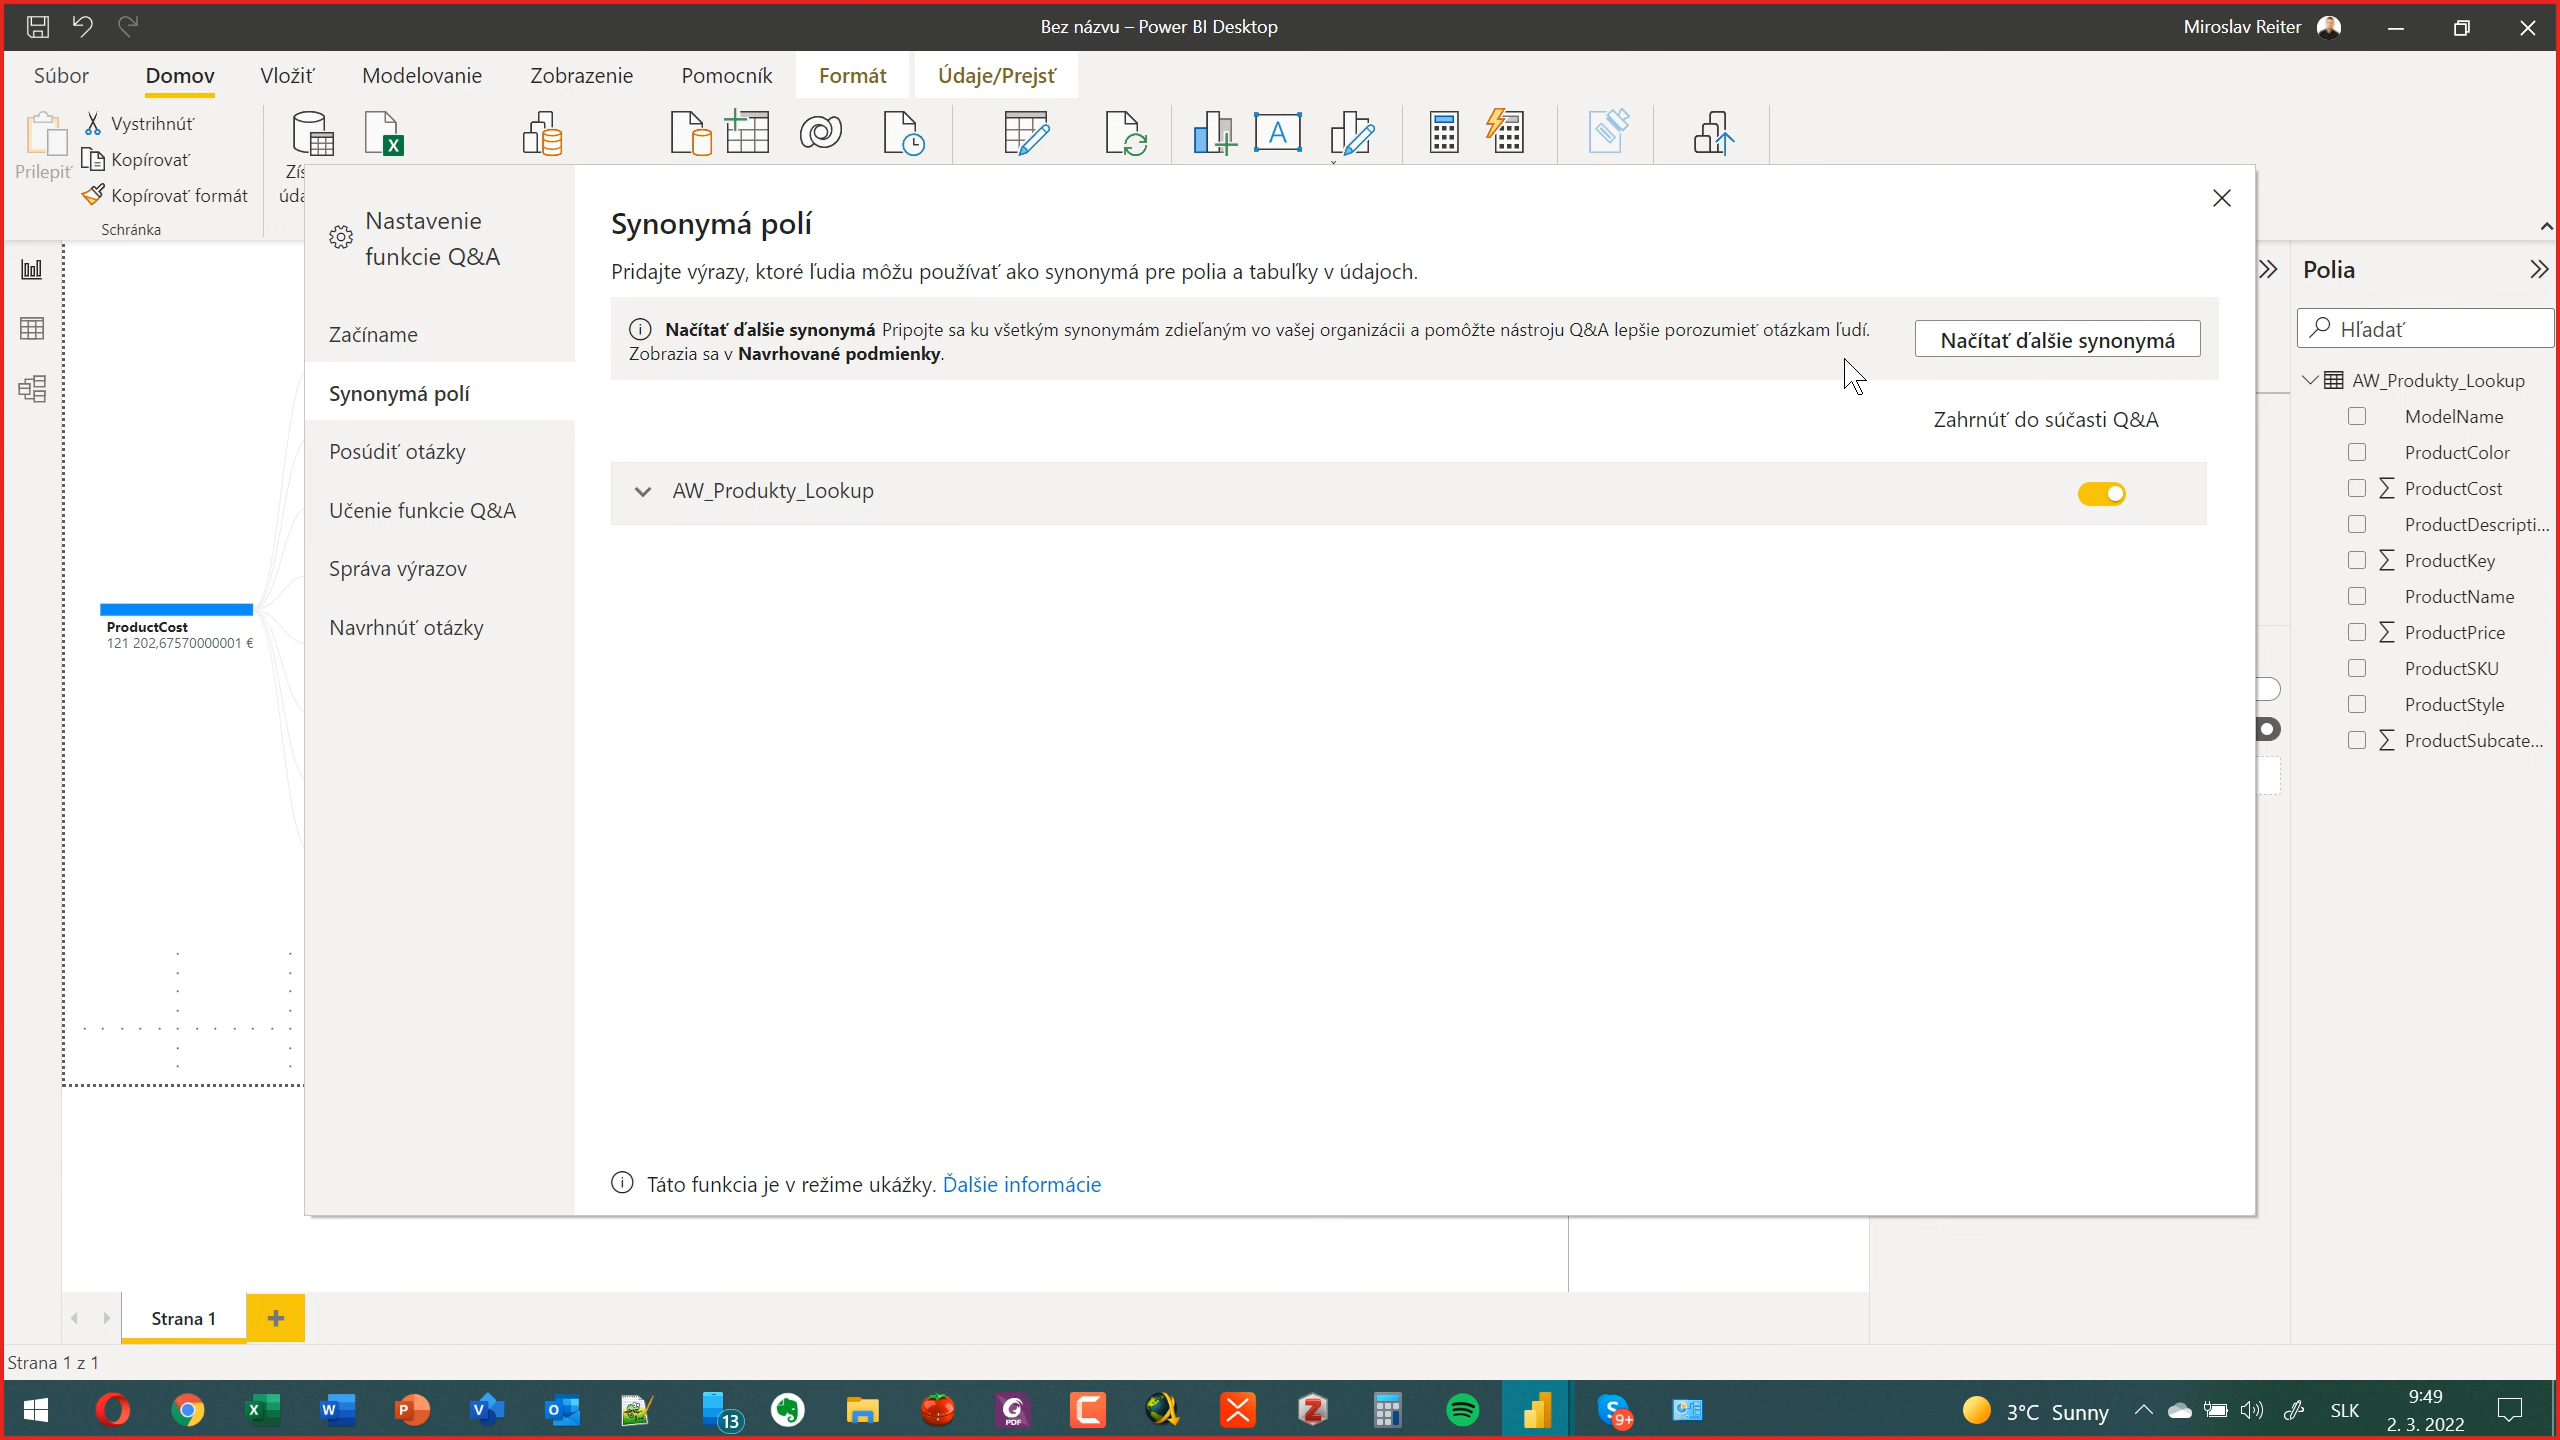 Bez názvu – Power BI Desktop
Miroslav Reiter
Súbor
Domov
Vložiť
Modelovanie
Zobrazenie
Pomocník
Formát
Údaje/Prejsť
Prilepiť
Vystrihnúť
Kopírovať
Kopírovať formát
Schránka
Nastavenie
funkcie Q&A
Začíname
Synonymá polí
Posúdiť otázky
Učenie funkcie Q&A
Správa výrazov
Navrhnúť otázky
Synonymá polí
Pridajte výrazy, ktoré ľudia môžu používať ako synonymá pre polia a tabuľky v údajoch.
Načítať ďalšie synonymá Pripojte sa ku všetkým synonymám zdieľaným vo vašej organizácii a pomôžte nástroju Q&A lepšie porozumieť otázkam ľudí.
Zobrazia sa v Navrhované podmienky.
Načítať ďalšie synonymá
Zahrnúť do súčasti Q&A
AW_Produkty_Lookup
Táto funkcia je v režime ukážky. Ďalšie informácie
ProductCost
121 202,67570000001 €
Polia
Hľadať
AW_Produkty_Lookup
ModelName
ProductColor
ProductCost
ProductDescripti...
ProductKey
ProductName
ProductPrice
ProductSKU
ProductStyle
ProductSubcate...
Strana 1
Strana 1 z 1
13
PDF
9+
3°C Sunny
SLK
9:49
2. 3. 2022